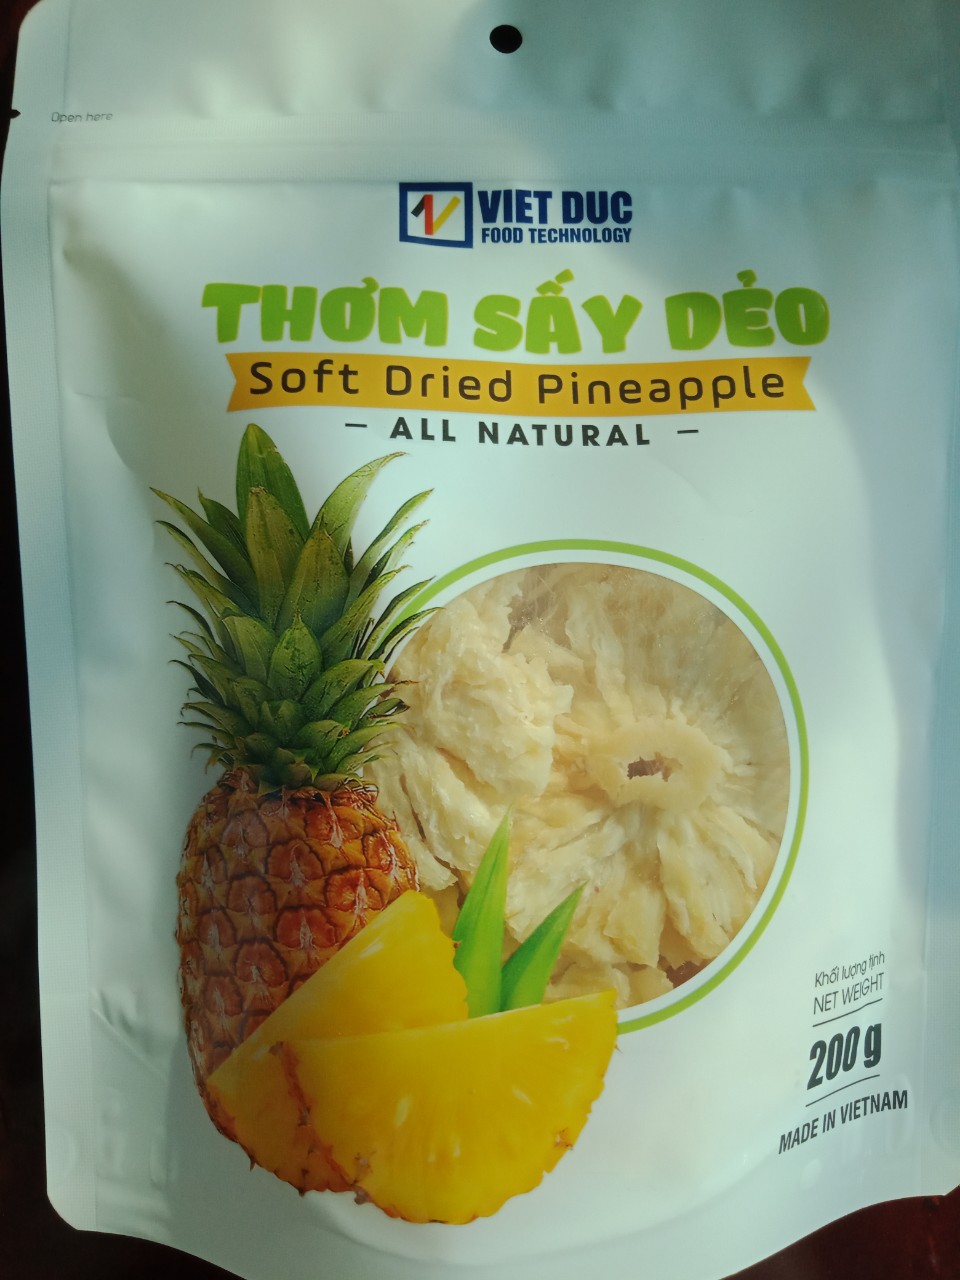 Open here
VIET DUC
FOOD TECHNOLOGY
THƠM SẤY DẺO
Soft Dried Pineapple
— ALL NATURAL —
Khối lượng tịnh
NET WEIGHT
200 g
MADE IN VIETNAM